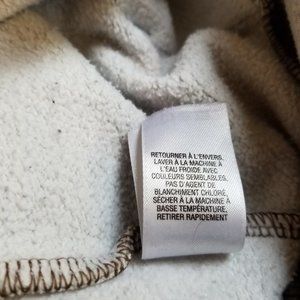 RETOURNER À L'ENVERS.
LAVER À LA MACHINE À
L'EAU FROIDE AVEC
COULEURS SEMBLABLES.
PAS D'AGENT DE
BLANCHIMENT CHLORÉ.
SÉCHER À LA MACHINE À
BASSE TEMPÉRATURE.
RETIRER RAPIDEMENT